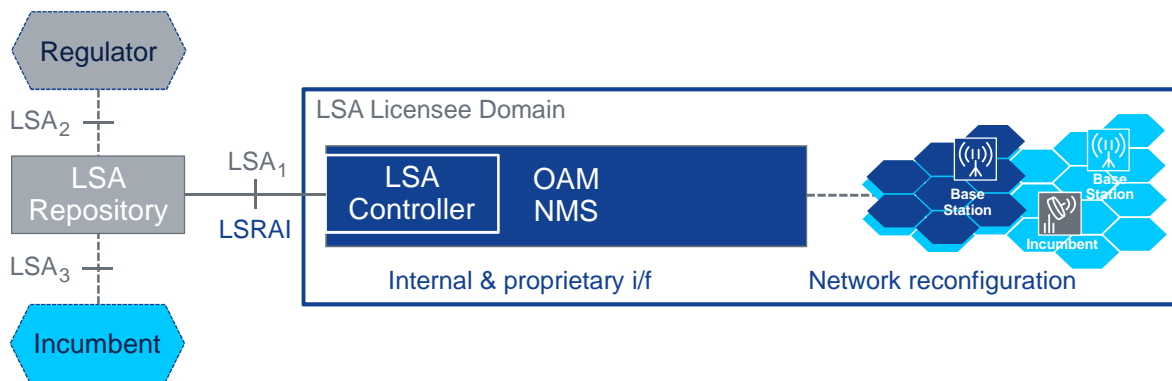 Regulator
LSA2
LSA
Repository
LSA3
Incumbent
LSA1
LSRAI
LSA Licensee Domain
LSA
Controller
OAM
NMS
Internal & proprietary i/f
Base
Station
Base
Station
Incumbent
Network reconfiguration